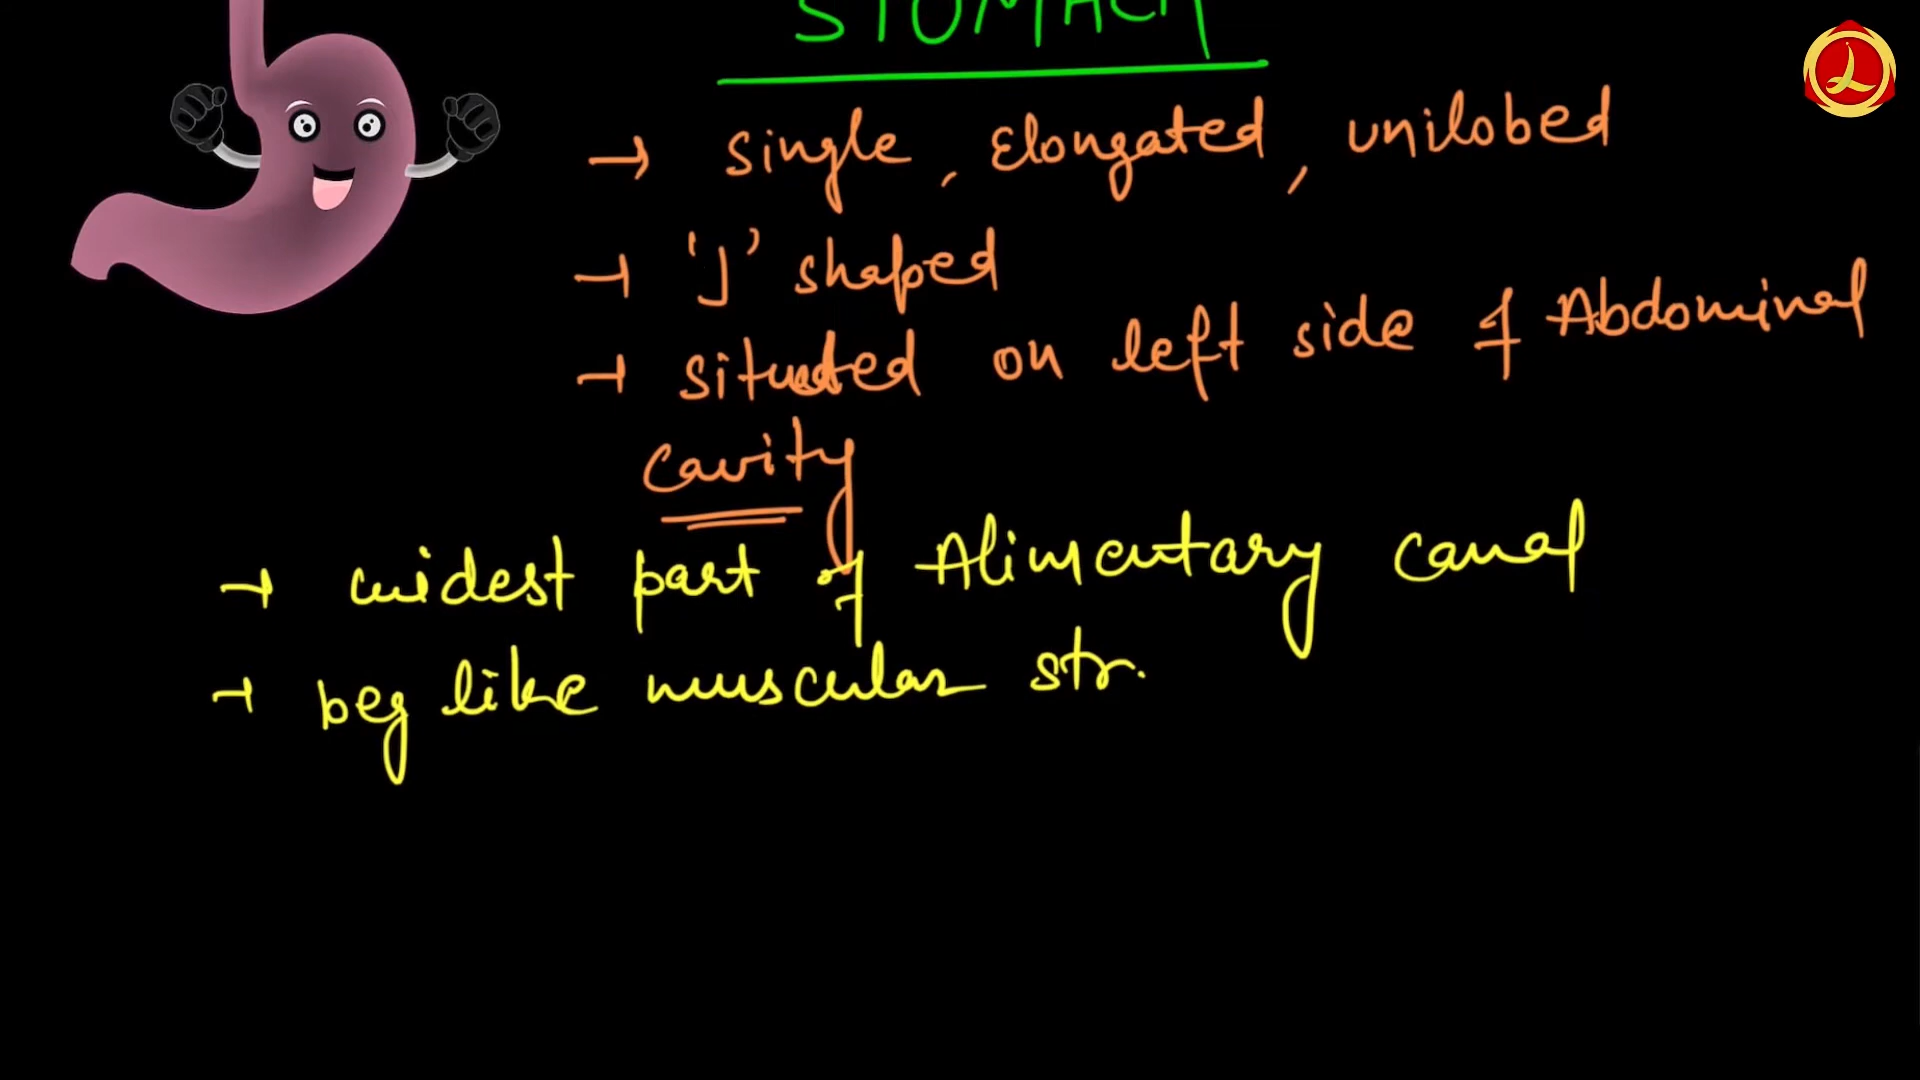 STOMACH
→ Single, Elongated, unilobed
→ 'J' shaped
→ situated on left side of Abdominal
cavity
→ widest part of Alimentary canal
→ beg like muscular str.